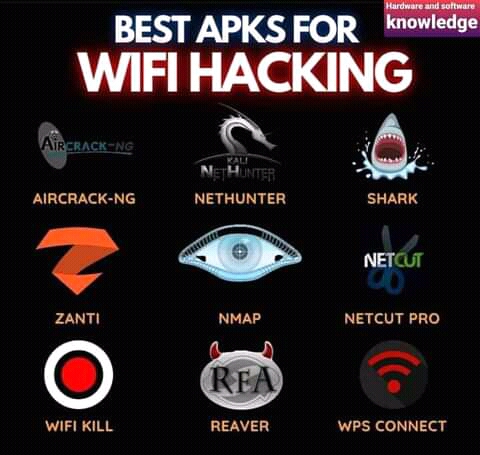 Hardware and software
knowledge
BEST APKS FOR
WIFI HACKING
AIRCRACK-NG
KALI
NETHUNTER
AIRCRACK-NG
NETHUNTER
SHARK
NETCUT
ZANTI
NMAP
NETCUT PRO
RFA
WIFI KILL
REAVER
WPS CONNECT